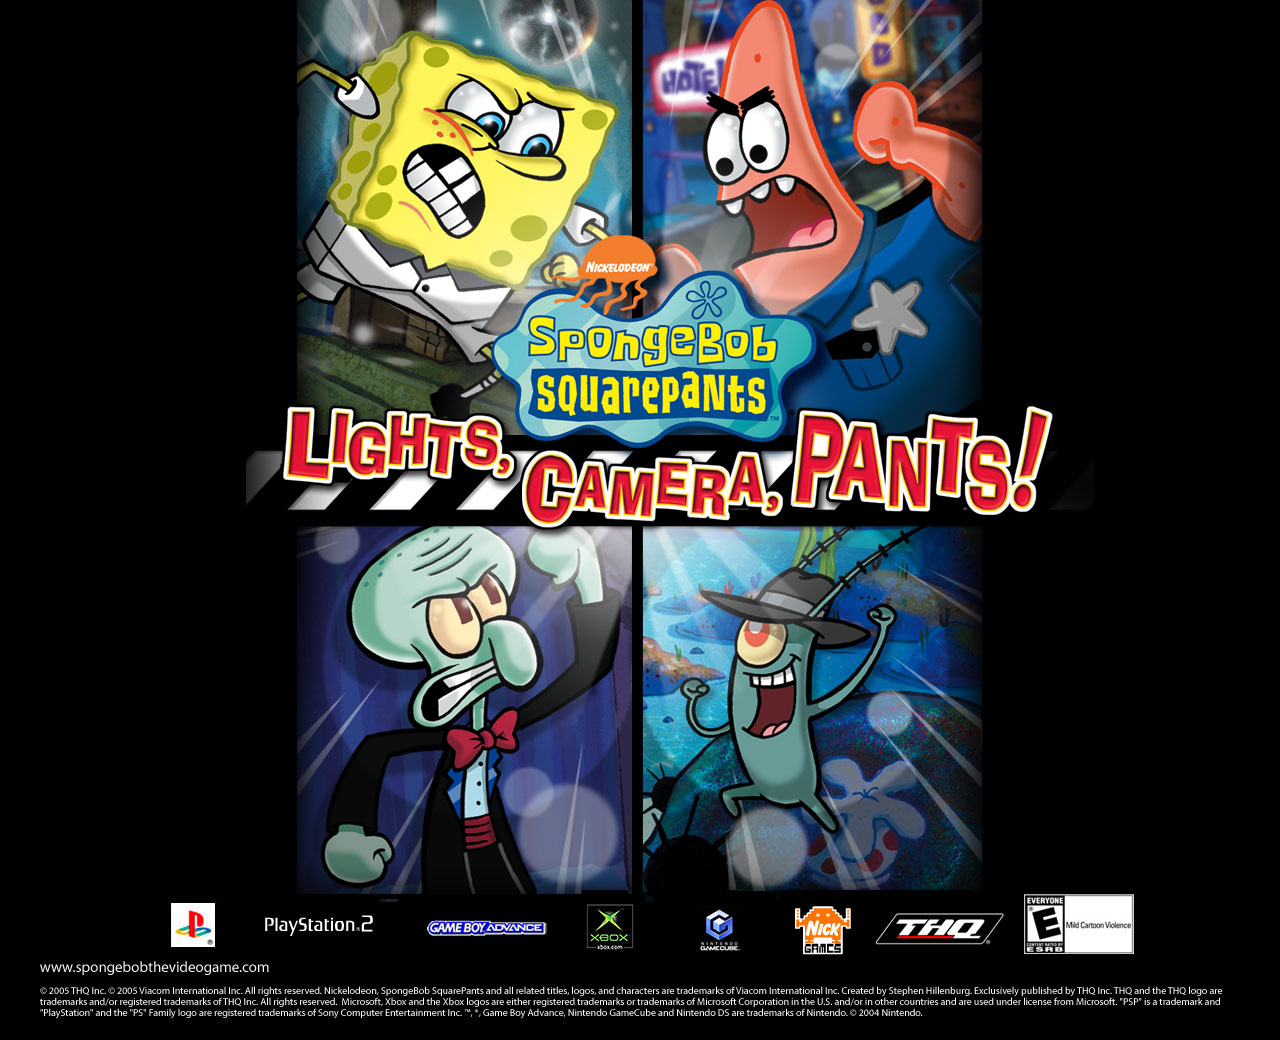 HOTEL
NICKELODEON
SPONGEBOB
SQUAREPANTS™
LIGHTS,
CAMERA,
PANTS!
PlayStation®2
GAME BOY ADVANCE
XBOX
xbox.com
NINTENDO
GAMECUBE
NICK
GAMES
THQ®
EVERYONE
E
CONTENT RATED BY
ESRB
Mild Cartoon Violence
www.spongebobthevideogame.com
© 2005 THQ Inc. © 2005 Viacom International Inc. All rights reserved. Nickelodeon, SpongeBob SquarePants and all related titles, logos, and characters are trademarks of Viacom International Inc. Created by Stephen Hillenburg. Exclusively published by THQ Inc. THQ and the THQ logo are
trademarks and/or registered trademarks of THQ Inc. All rights reserved. Microsoft, Xbox and the Xbox logos are either registered trademarks or trademarks of Microsoft Corporation in the U.S. and/or in other countries and are used under license from Microsoft. "PSP" is a trademark and
"PlayStation" and the "PS" Family logo are registered trademarks of Sony Computer Entertainment Inc. ™, ®, Game Boy Advance, Nintendo GameCube and Nintendo DS are trademarks of Nintendo. © 2004 Nintendo.